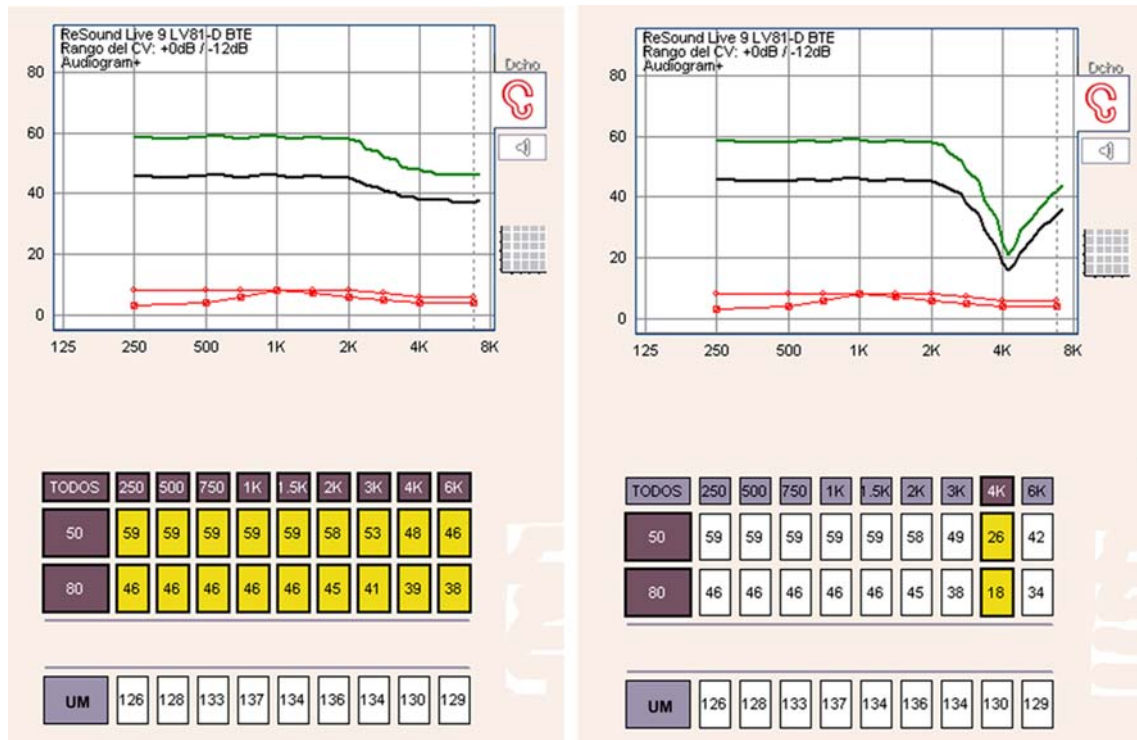 ReSound Live 9 LV81-D BTE
Rango del CV: +0dB / -12dB
Audiogram+
Dcho
80
60
40
20
0
125 250 500 1K 2K 4K 8K
TODOS 250 500 750 1K 1.5K 2K 3K 4K 6K
50 59 59 59 59 59 58 53 48 46
80 46 46 46 46 46 45 41 39 38
UM 126 128 133 137 134 136 134 130 129
ReSound Live 9 LV81-D BTE
Rango del CV: +0dB / -12dB
Audiogram+
Dcho
80
60
40
20
0
125 250 500 1K 2K 4K 8K
TODOS 250 500 750 1K 1.5K 2K 3K 4K 6K
50 59 59 59 59 59 58 49 26 42
80 46 46 46 46 46 45 38 18 34
UM 126 128 133 137 134 136 134 130 129